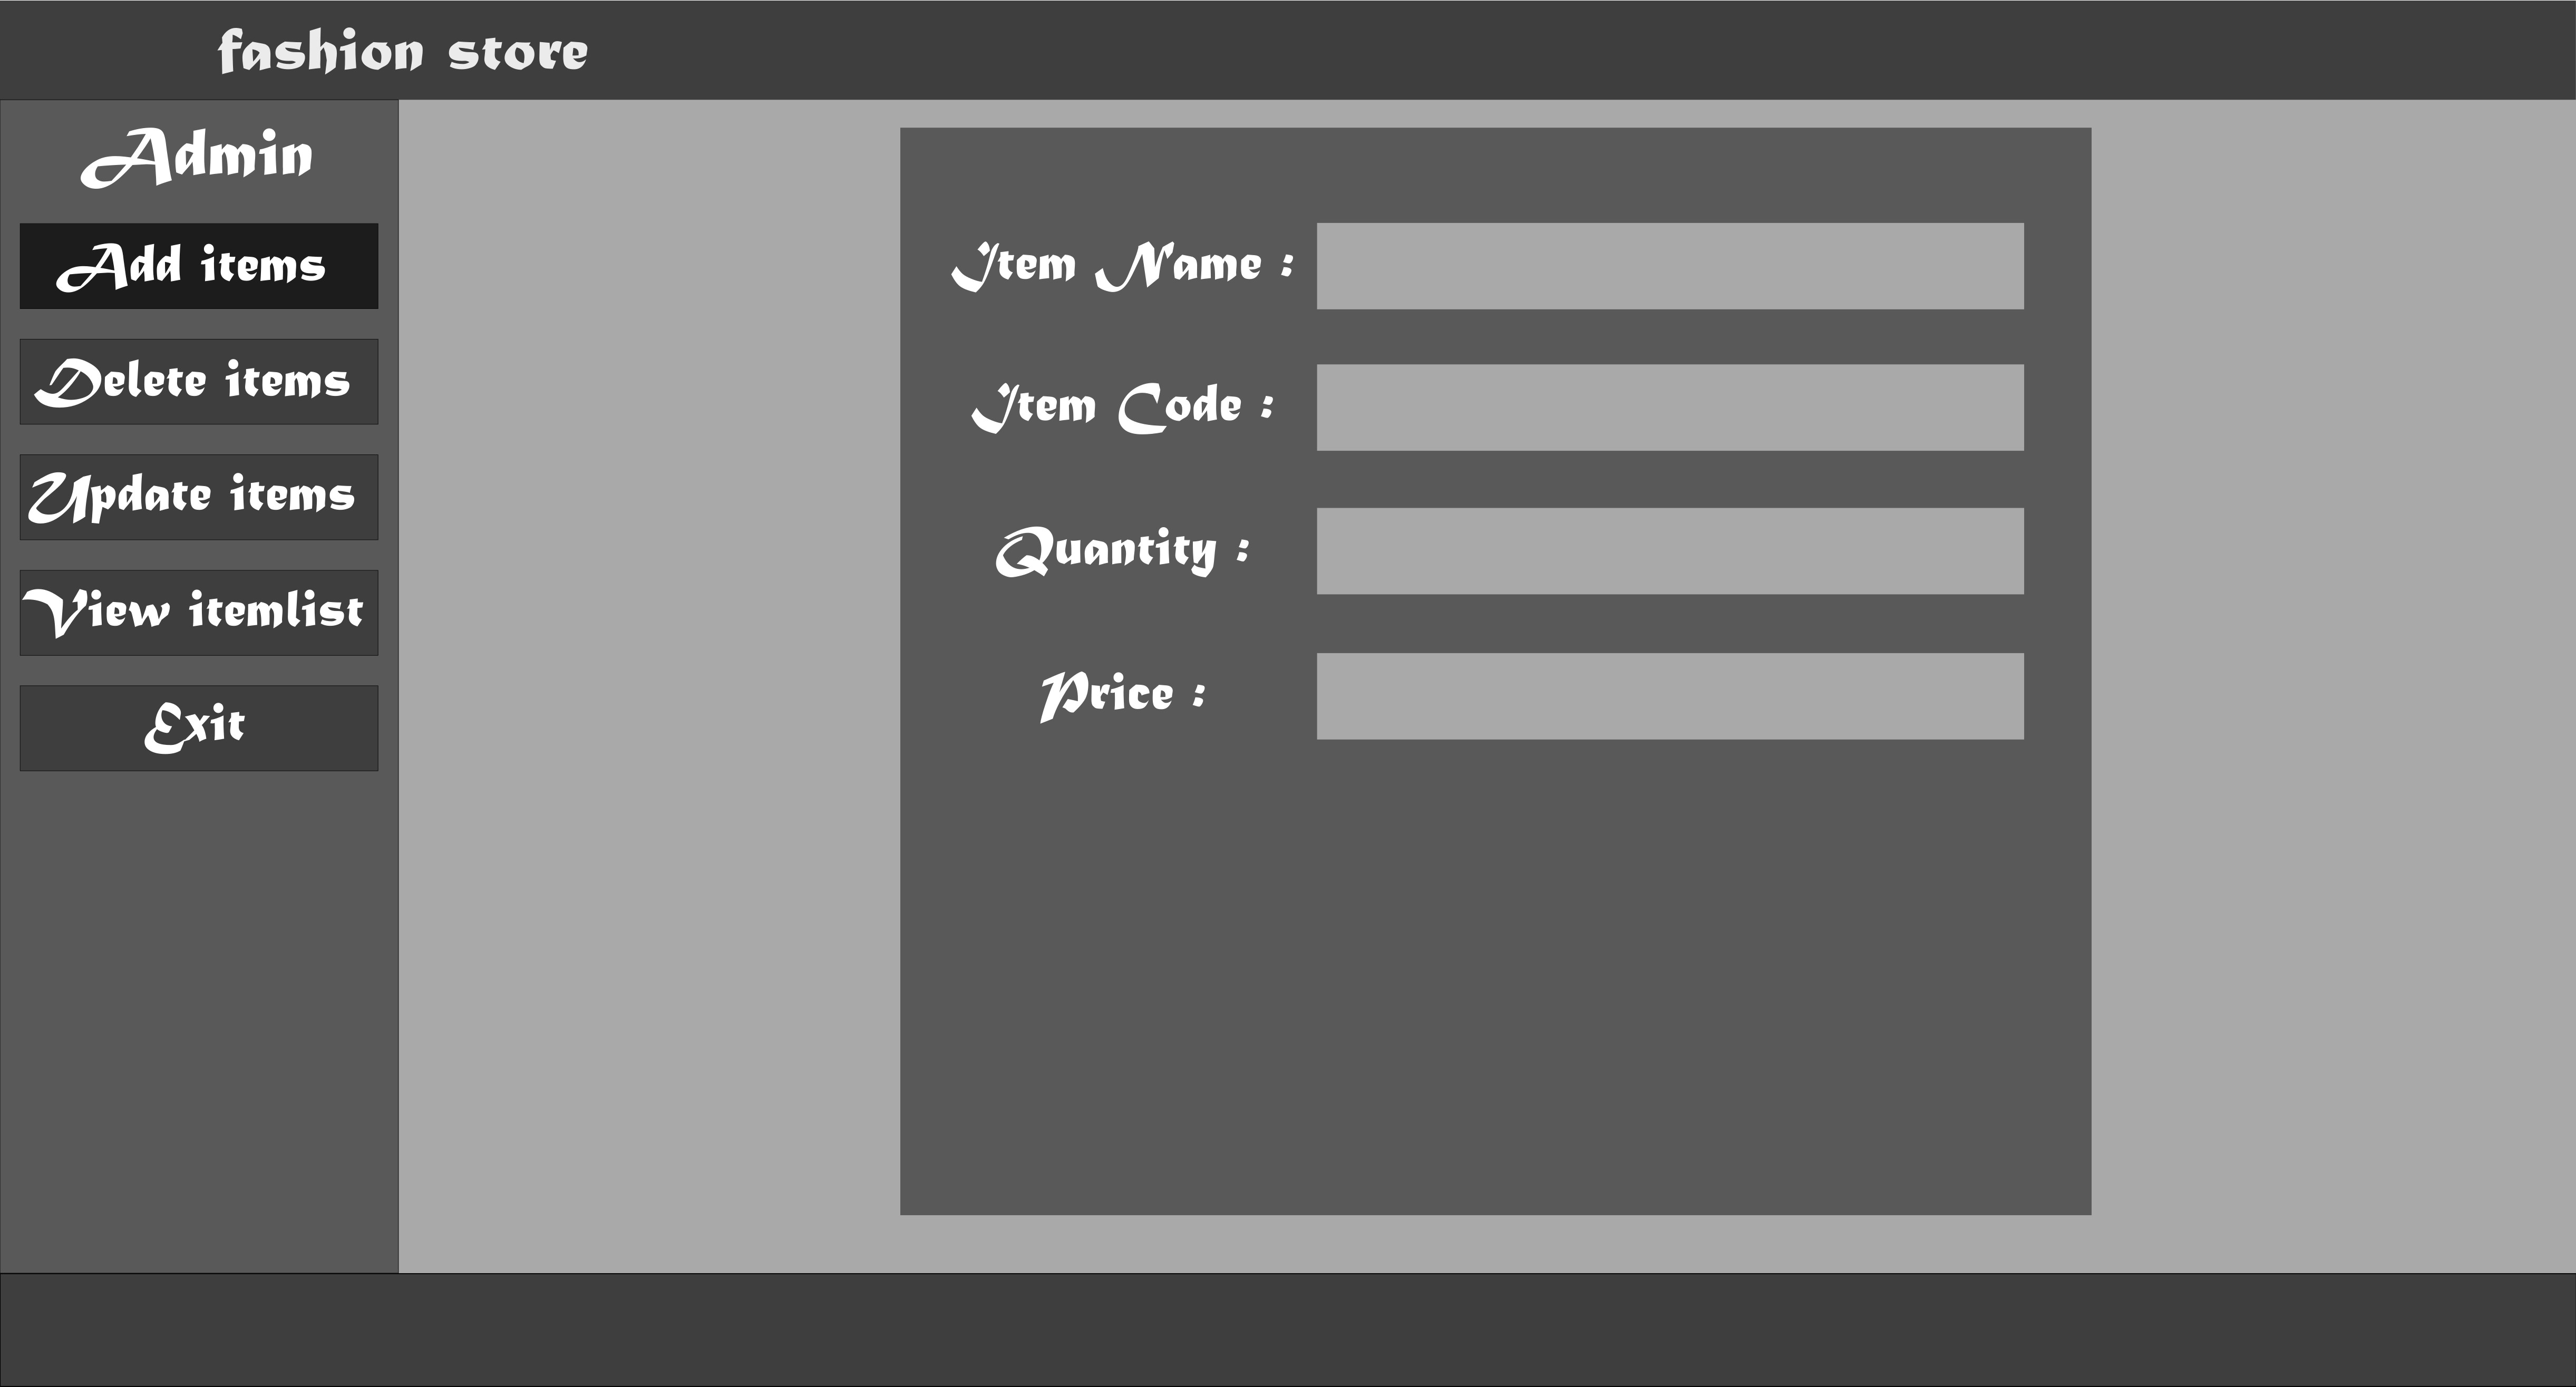 fashion store
Admin
Add items
Delete items
Update items
View itemlist
Exit
Item Name :
Item Code :
Quantity :
Price :